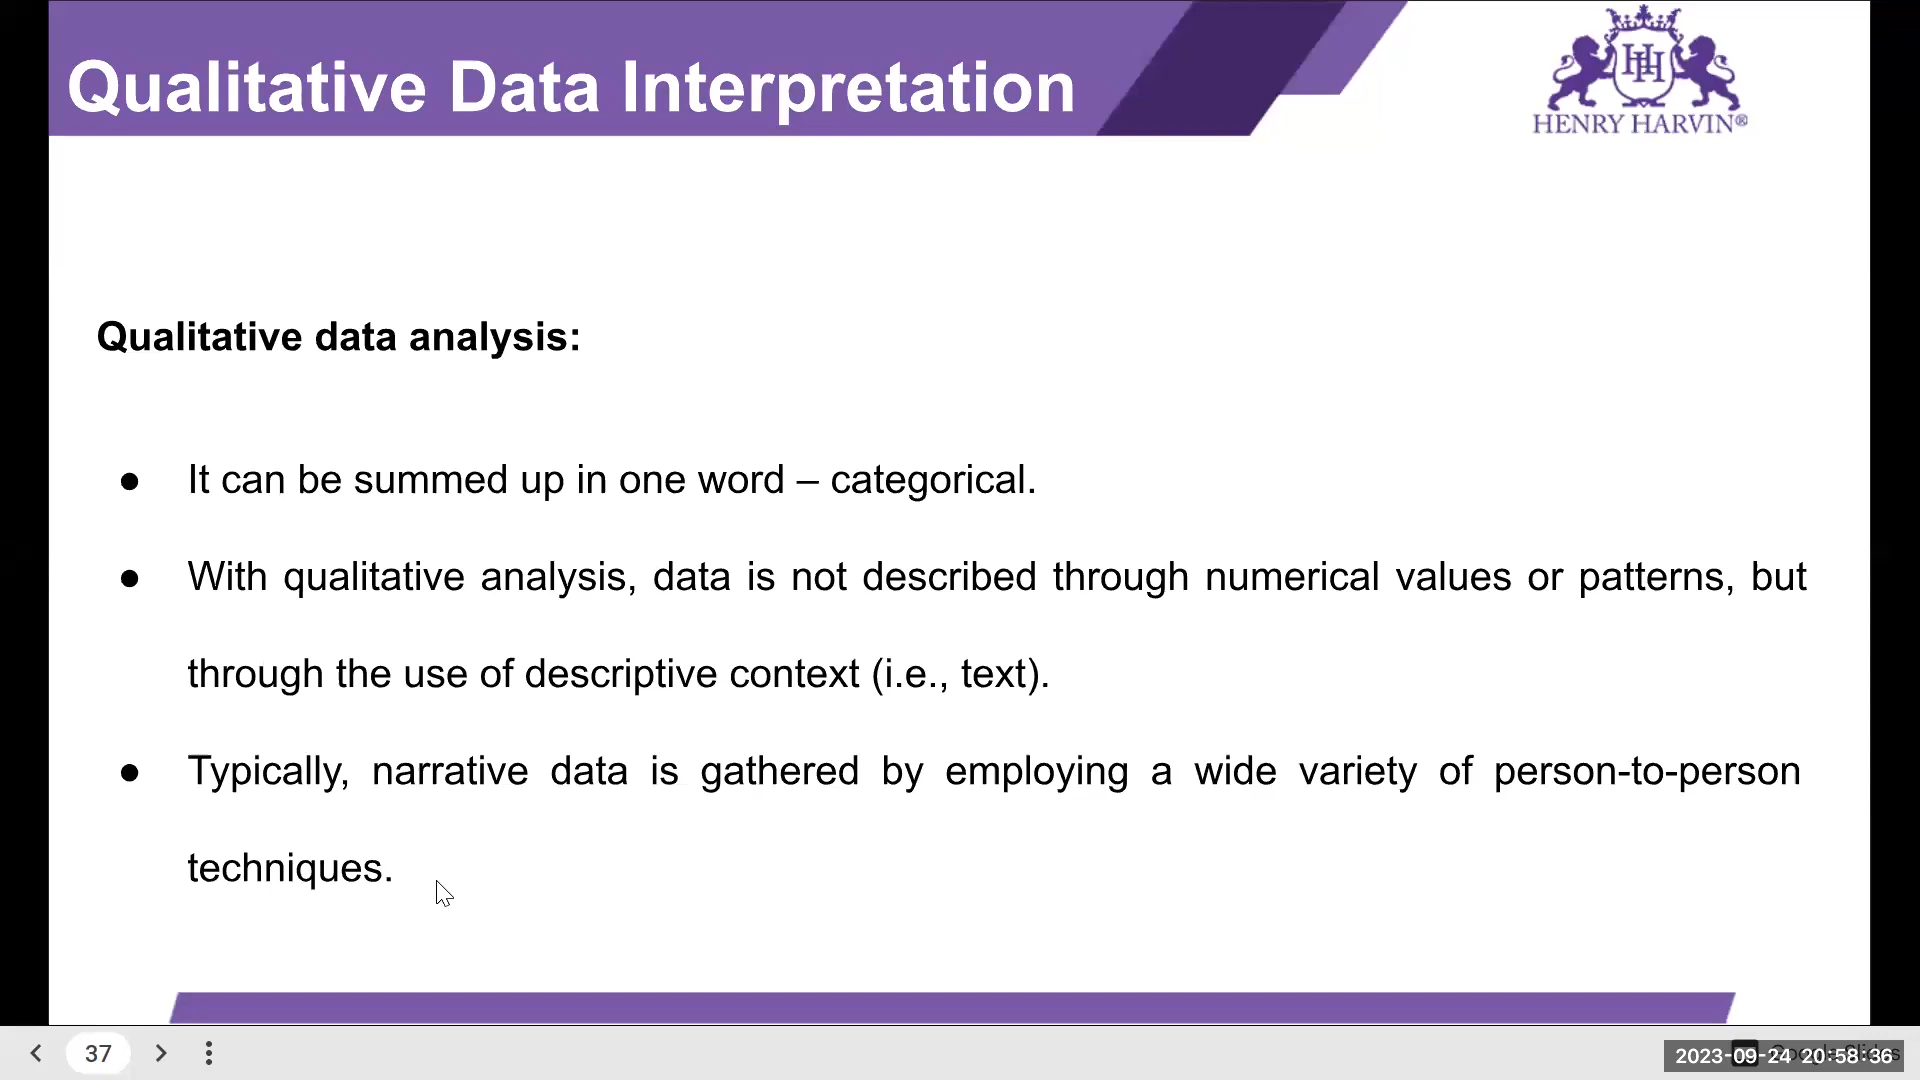 Qualitative Data Interpretation
HENRY HARVIN®
Qualitative data analysis:
● It can be summed up in one word – categorical.
● With qualitative analysis, data is not described through numerical values or patterns, but
through the use of descriptive context (i.e., text).
● Typically, narrative data is gathered by employing a wide variety of person-to-person
techniques.
37
2023-09-24 20:58:36